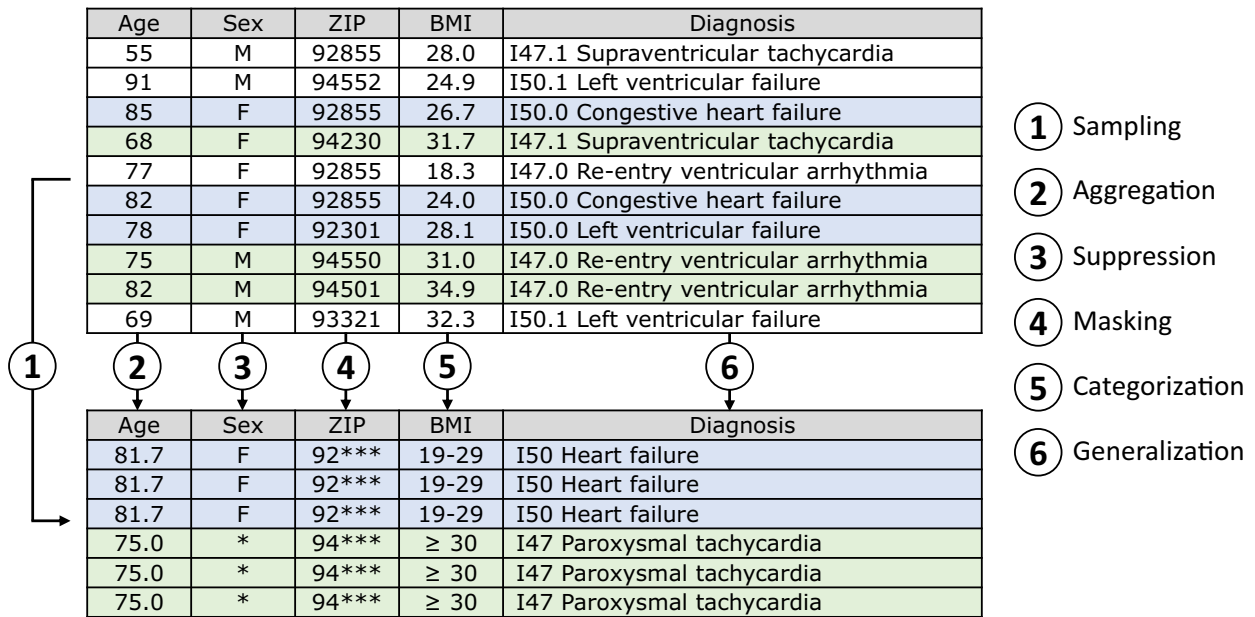 Age Sex ZIP BMI Diagnosis
55 M 92855 28.0 I47.1 Supraventricular tachycardia
91 M 94552 24.9 I50.1 Left ventricular failure
85 F 92855 26.7 I50.0 Congestive heart failure
68 F 94230 31.7 I47.1 Supraventricular tachycardia
77 F 92855 18.3 I47.0 Re-entry ventricular arrhythmia
82 F 92855 24.0 I50.0 Congestive heart failure
78 F 92301 28.1 I50.0 Left ventricular failure
75 M 94550 31.0 I47.0 Re-entry ventricular arrhythmia
82 M 94501 34.9 I47.0 Re-entry ventricular arrhythmia
69 M 93321 32.3 I50.1 Left ventricular failure
1 2 3 4 5 6
Age Sex ZIP BMI Diagnosis
81.7 F 92*** 19-29 I50 Heart failure
81.7 F 92*** 19-29 I50 Heart failure
81.7 F 92*** 19-29 I50 Heart failure
75.0 * 94*** ≥ 30 I47 Paroxysmal tachycardia
75.0 * 94*** ≥ 30 I47 Paroxysmal tachycardia
75.0 * 94*** ≥ 30 I47 Paroxysmal tachycardia
1 Sampling
2 Aggregation
3 Suppression
4 Masking
5 Categorization
6 Generalization